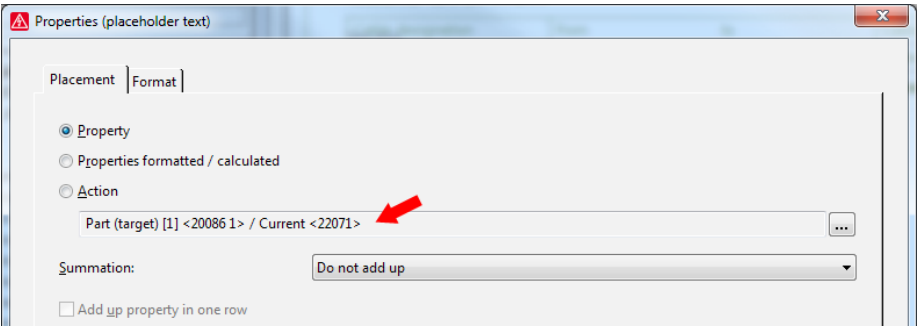 Properties (placeholder text)
Placement
Format
Property
Properties formatted / calculated
Action
Part (target) [1] <20086 1> / Current <22071>
...
Summation:
Do not add up
Add up property in one row